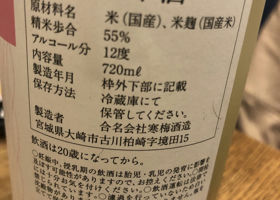 原材料名 米(国産)、米麹(国産米)
精米歩合 55%
アルコール分 12度
内容量 720mℓ
製造年月 枠外下部に記載
保存方法 冷蔵庫にて
保管してください。
製造者 合名会社寒梅酒造
宮城県大崎市古川柏崎字境田15
飲酒は20歳になってから。
○妊娠中、授乳期の飲酒は胎児・乳児の発育に影響を